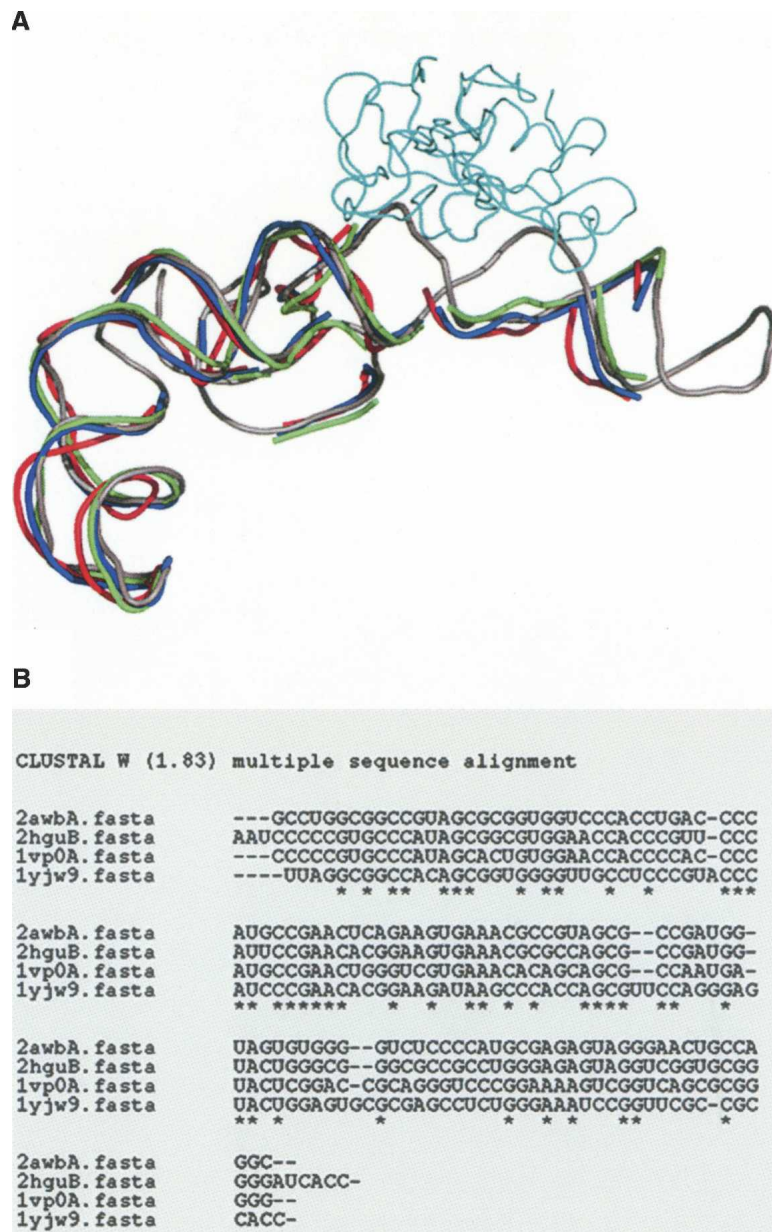 A
B
CLUSTAL W (1.83) multiple sequence alignment
2awbA.fasta ---GCCUGGCGGCCGUAGCGCGGUGGUCCCACCUGAC-CCC
2hguB.fasta AAUCCCCCGUGCCCAUAGCGGCGUGGAACCACCCGUU-CCC
1vp0A.fasta ---CCCCCGUGCCCAUAGCACUGUGGAACCACCCCAC-CCC
1yjw9.fasta ----UUAGGCGGCCACAGCGGUGGGGUUGCCUCCCGUACCC
* * ** *** * ** * * ***
2awbA.fasta AUGCCGAACUCAGAAGUGAAACGCCGUAGCG--CCGAUGG-
2hguB.fasta AUUCCGAACACGGAAGUGAAACGCGCCAGCG--CCGAUGG-
1vp0A.fasta AUGCCGAACUGGGUCGUGAAACACAGCAGCG--CCAAUGA-
1yjw9.fasta AUCCCGAACACGGAAGAUAAGCCCACCAGCGUUCCAGGGAG
** ****** * * ** * * **** ** *
2awbA.fasta UAGUGUGGG--GUCUCCCCAUGCGAGAGUAGGGAACUGCCA
2hguB.fasta UACUGGGCG--GGCGCCGCCUGGGAGAGUAGGUCGGUGCGG
1vp0A.fasta UACUCGGAC-CGCAGGGUCCCGGGAAAAGUCGGUCAGCGCGG
1yjw9.fasta UACUGGAGUGCGCGAGCCUCUGGGAAAUCCGGUUCGC-CGC
** * * * * * ** *
2awbA.fasta GGC--
2hguB.fasta GGGAUCACC-
1vp0A.fasta GGG--
1yjw9.fasta CACC-